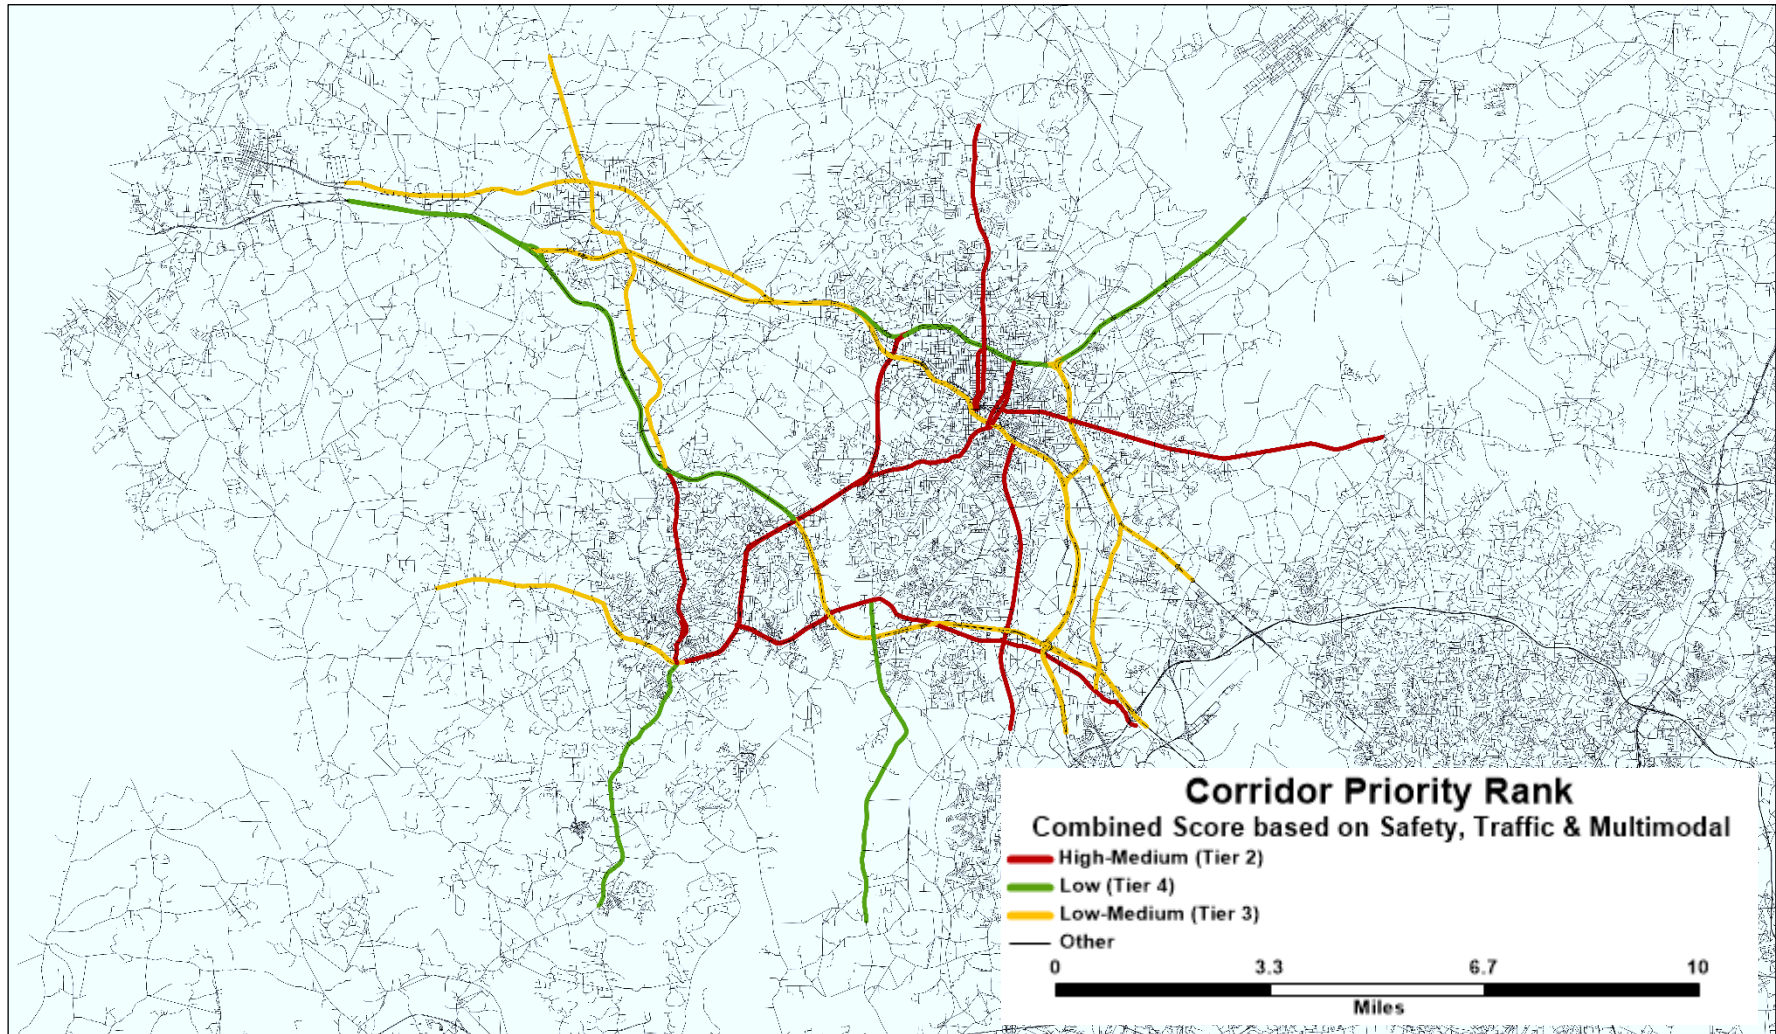 Corridor Priority Rank
Combined Score based on Safety, Traffic & Multimodal
High-Medium (Tier 2)
Low (Tier 4)
Low-Medium (Tier 3)
Other
0 3.3 6.7 10
Miles